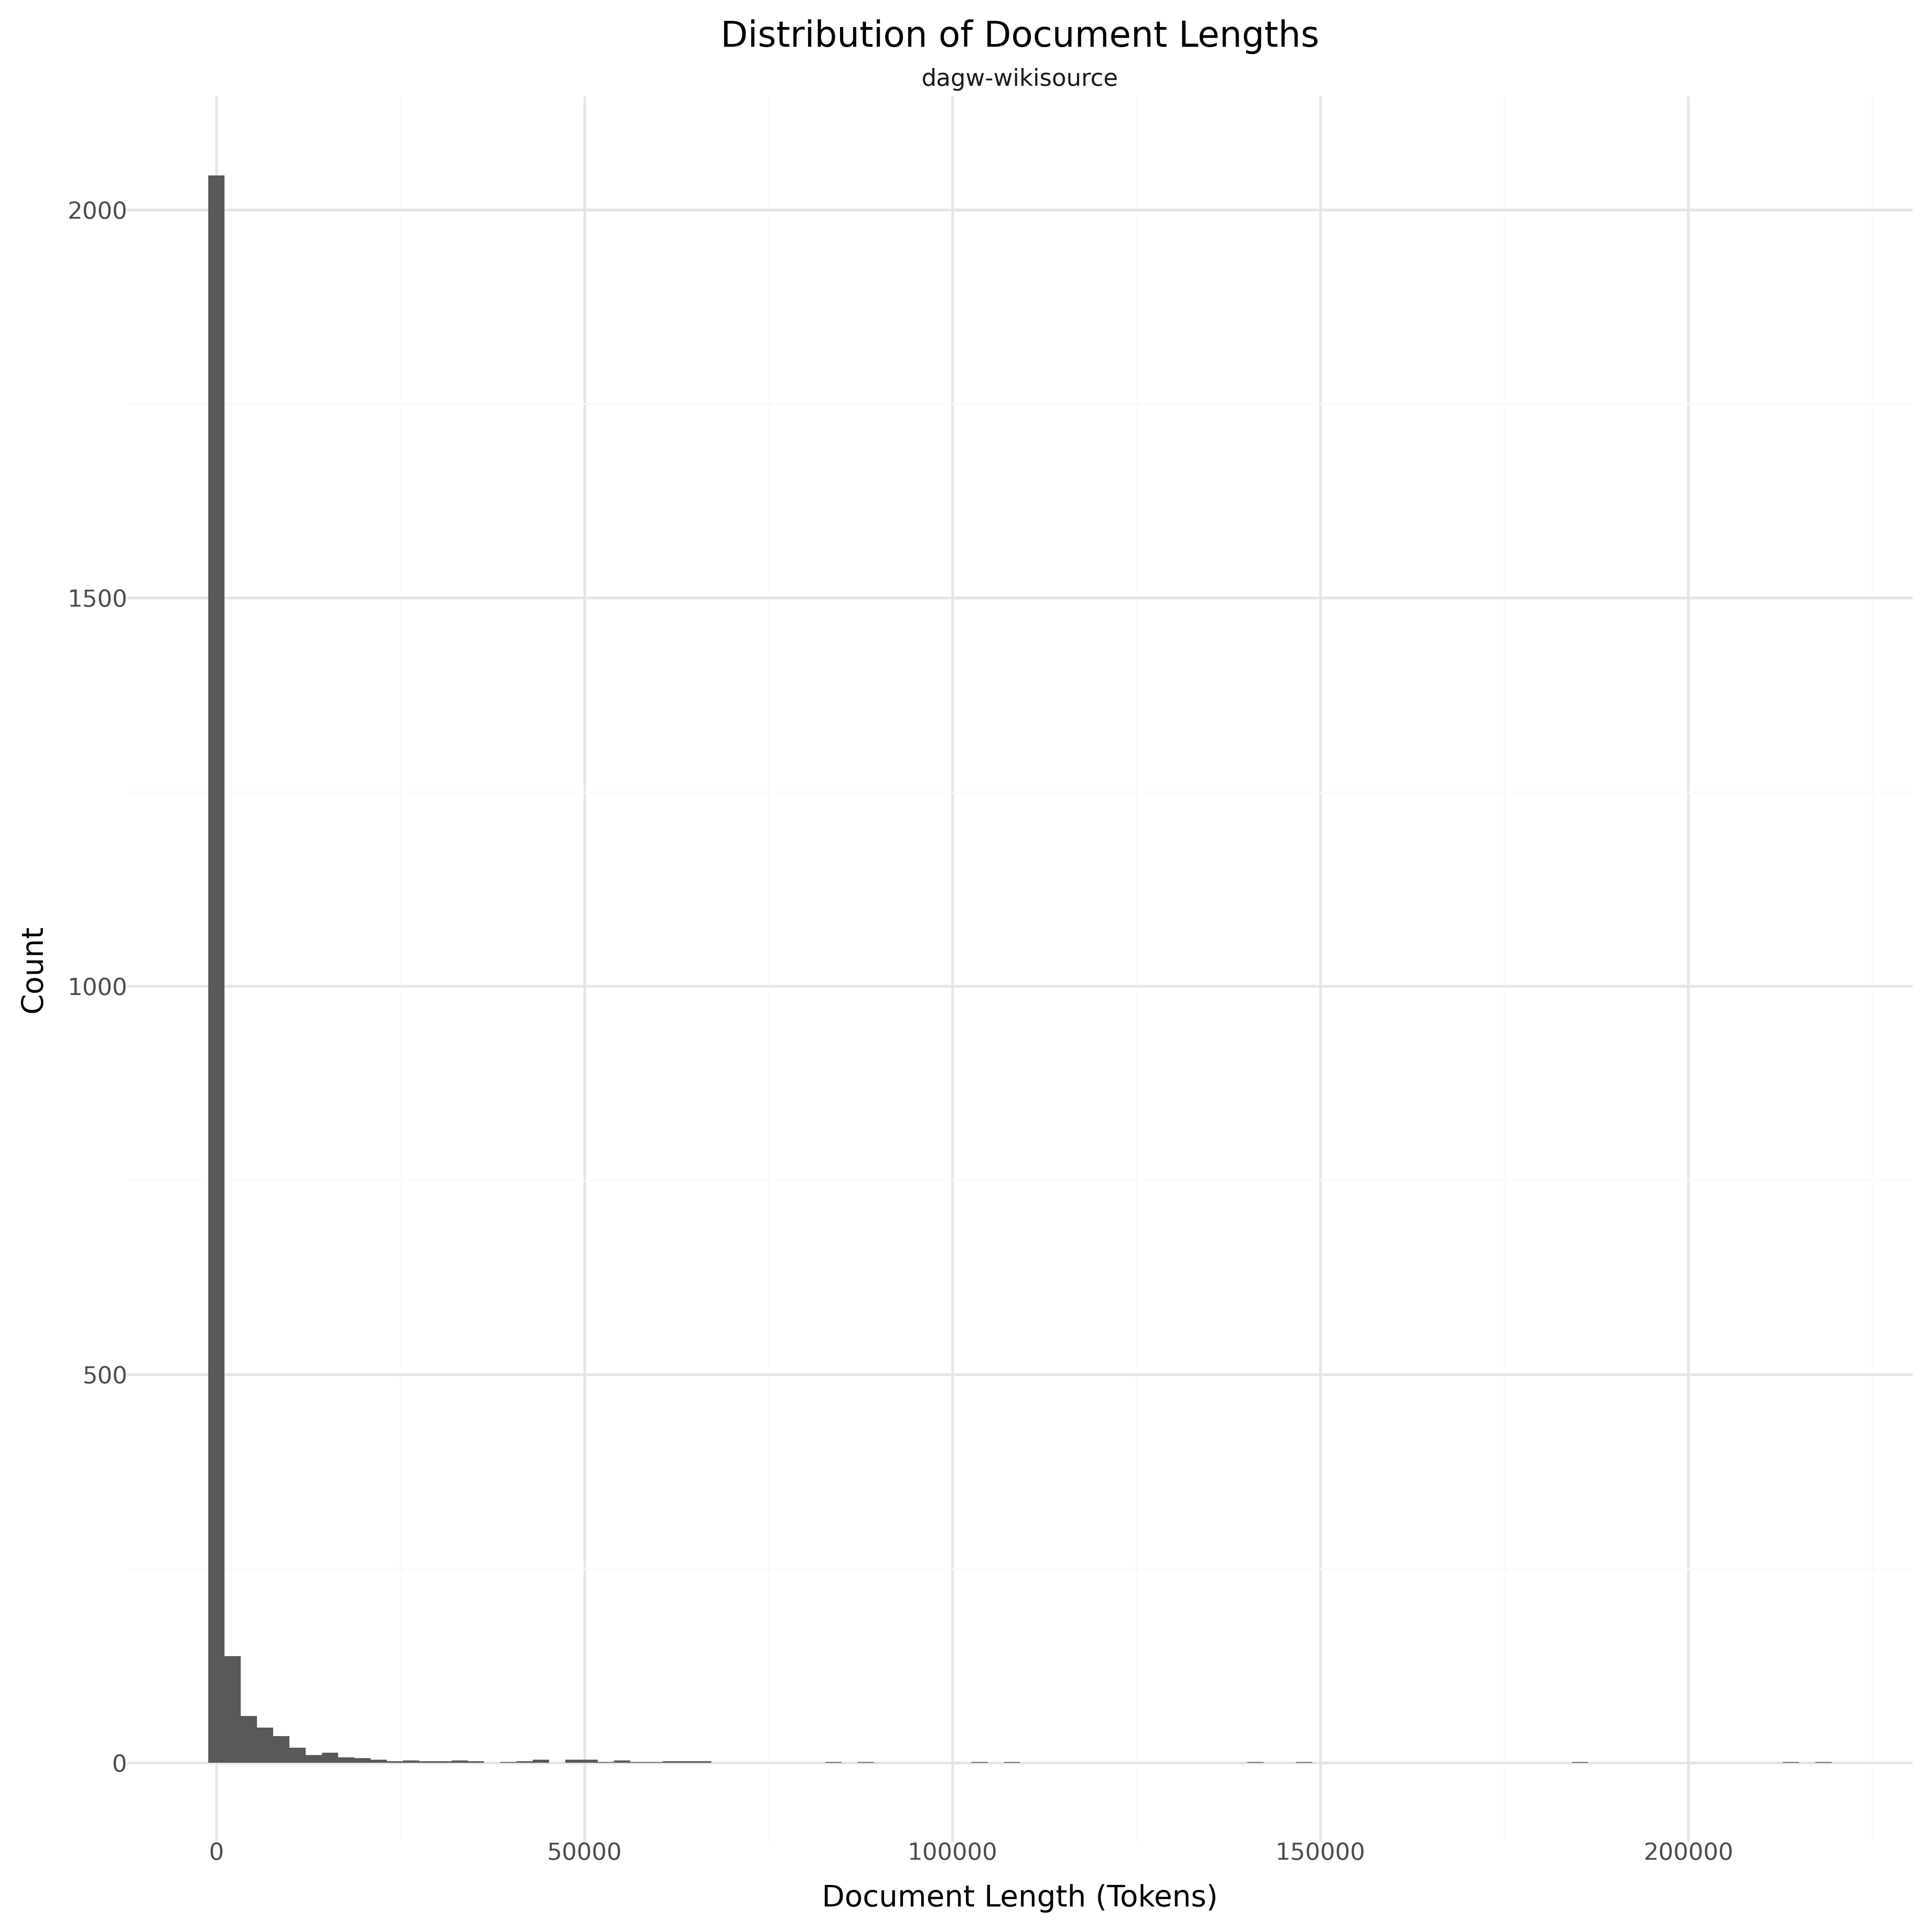 Distribution of Document Lengths
dagw-wikisource
2000
1500
1000
500
0
Count
0 50000 100000 150000 200000
Document Length (Tokens)